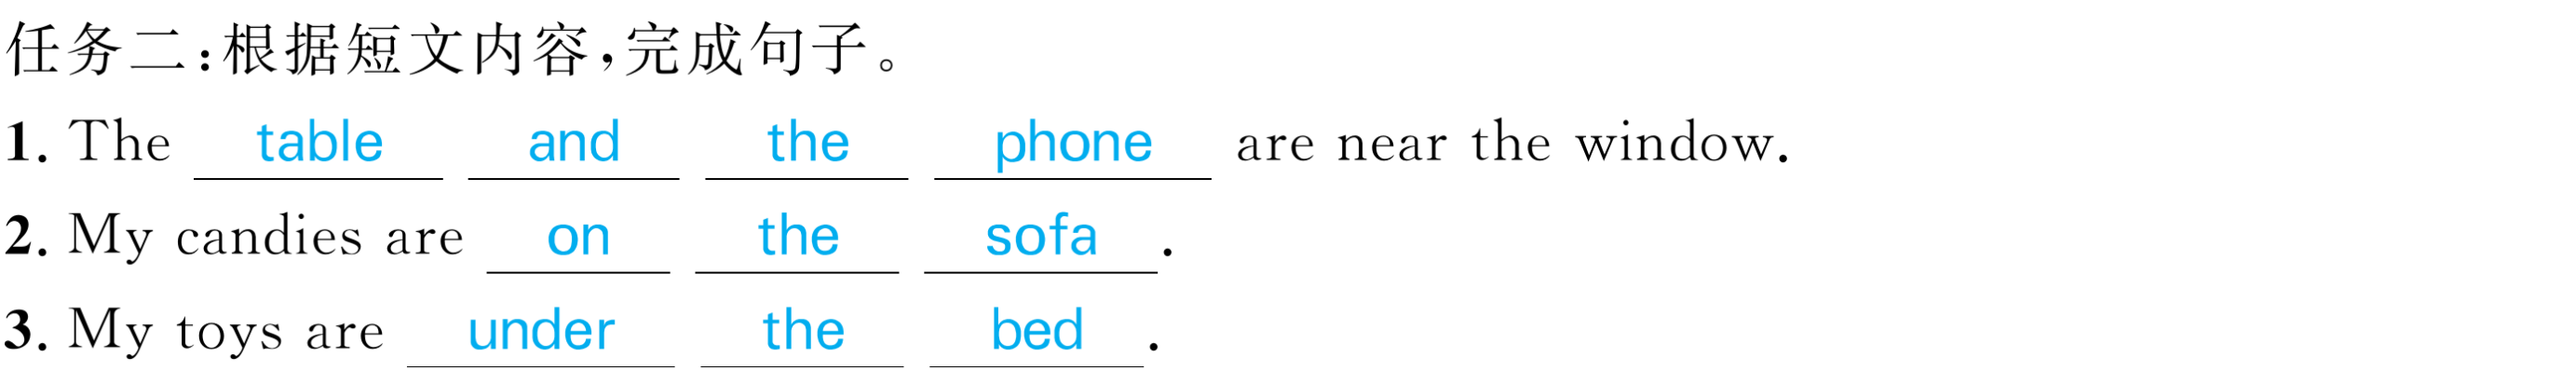 任务二:根据短文内容,完成句子。
1. The table and the phone are near the window.
2. My candies are on the sofa.
3. My toys are under the bed.